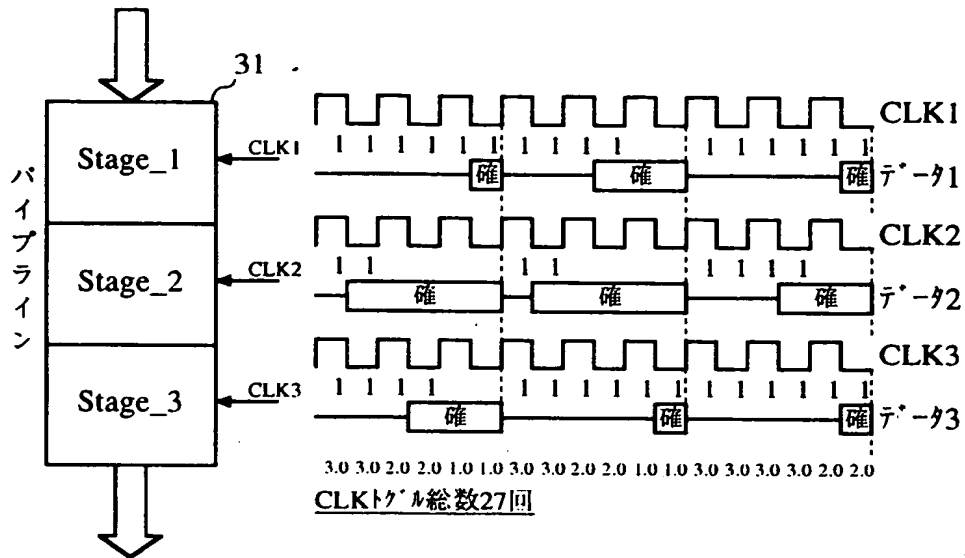 31
パイプライン
Stage_1
CLK1
CLK1
1 1 1 1 1 1 1 1 1 1 1 1 1 1 1 1
確 確 確 データ1
Stage_2
CLK2
CLK2
1 1 1 1 1 1 1 1
確 確 確 データ2
Stage_3
CLK3
CLK3
1 1 1 1 1 1 1 1 1 1 1 1 1 1 1 1
確 確 確 データ3
3.0 3.0 2.0 2.0 1.0 1.0 3.0 3.0 2.0 2.0 1.0 1.0 3.0 3.0 3.0 3.0 2.0 2.0
CLKトグル総数27回